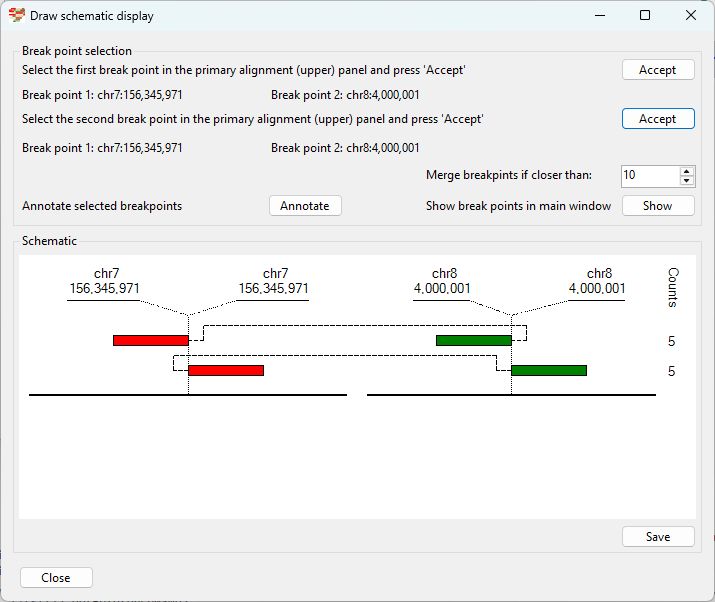 Draw schematic display
Break point selection
Select the first break point in the primary alignment (upper) panel and press 'Accept'
Accept
Break point 1: chr7:156,345,971 Break point 2: chr8:4,000,001
Select the second break point in the primary alignment (upper) panel and press 'Accept'
Accept
Break point 1: chr7:156,345,971 Break point 2: chr8:4,000,001
Merge breakpints if closer than: 10
Annotate selected breakpoints Annotate Show break points in main window Show
Schematic
chr7 chr7 chr8 chr8 Counts
156,345,971 156,345,971 4,000,001 4,000,001
5
5
Save
Close